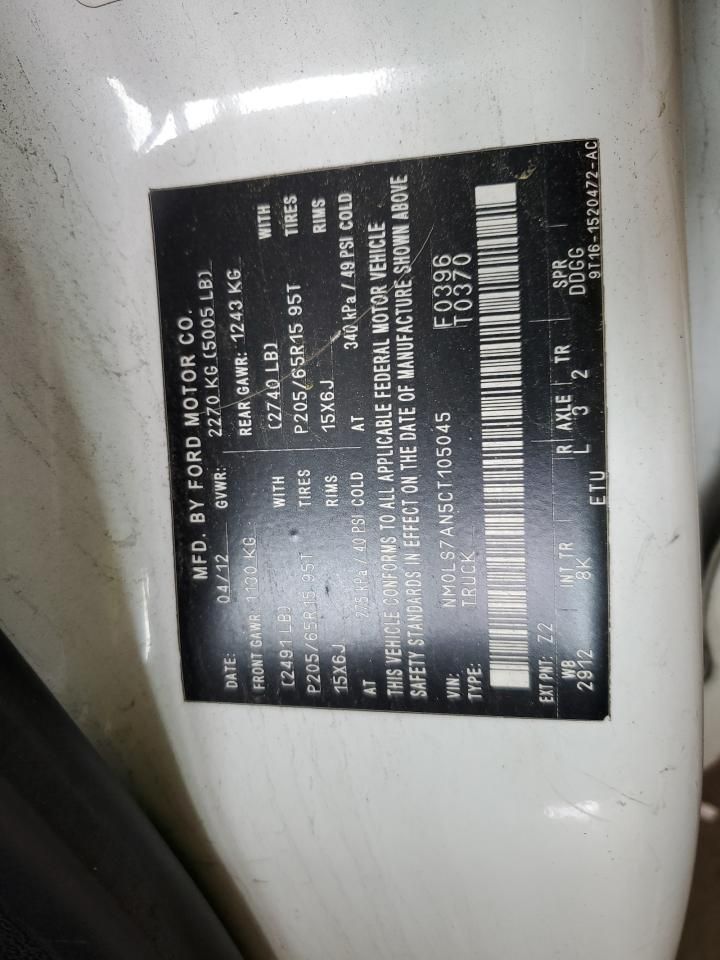 MFD. BY FORD MOTOR CO.
DATE: 04/12 GVWR: 2270 KG (5005 LB)
FRONT GAWR: 1130 KG REAR GAWR: 1243 KG
(2491 LB) WITH (2740 LB) WITH
P205/65R15 95T TIRES P205/65R15 95T TIRES
15X6J RIMS 15X6J RIMS
AT 275 kPa / 40 PSI COLD AT 340 kPa / 49 PSI COLD
THIS VEHICLE CONFORMS TO ALL APPLICABLE FEDERAL MOTOR VEHICLE
SAFETY STANDARDS IN EFFECT ON THE DATE OF MANUFACTURE SHOWN ABOVE
VIN: NM0LS7AN5CT105045 F0396
TYPE: TRUCK T0370
EXT PNT: Z2
WB INT TR R AXLE TR SPR
2912 8K L 3 2 DDGG
ETU 9T16-1520472-AC